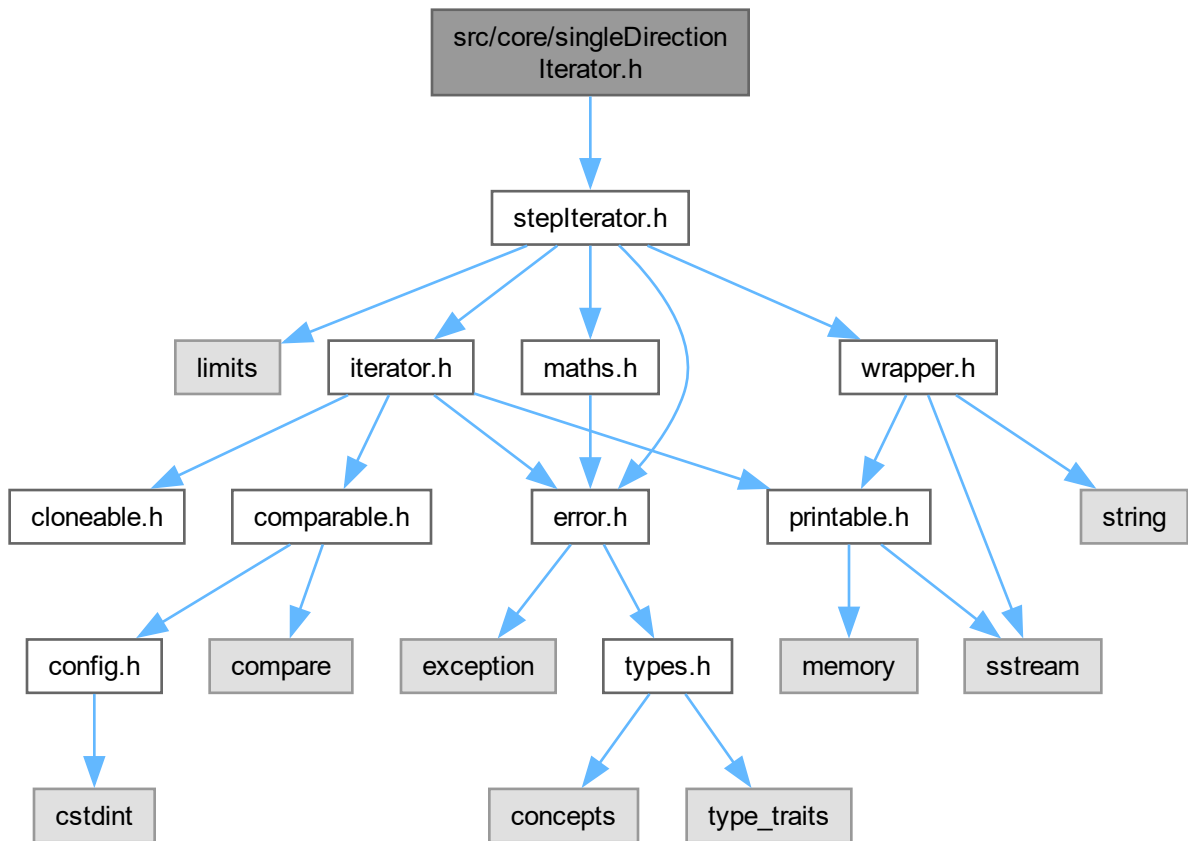 src/core/singleDirection
Iterator.h
stepIterator.h
limits
iterator.h
maths.h
wrapper.h
cloneable.h
comparable.h
error.h
printable.h
string
config.h
compare
exception
types.h
memory
sstream
cstdint
concepts
type_traits